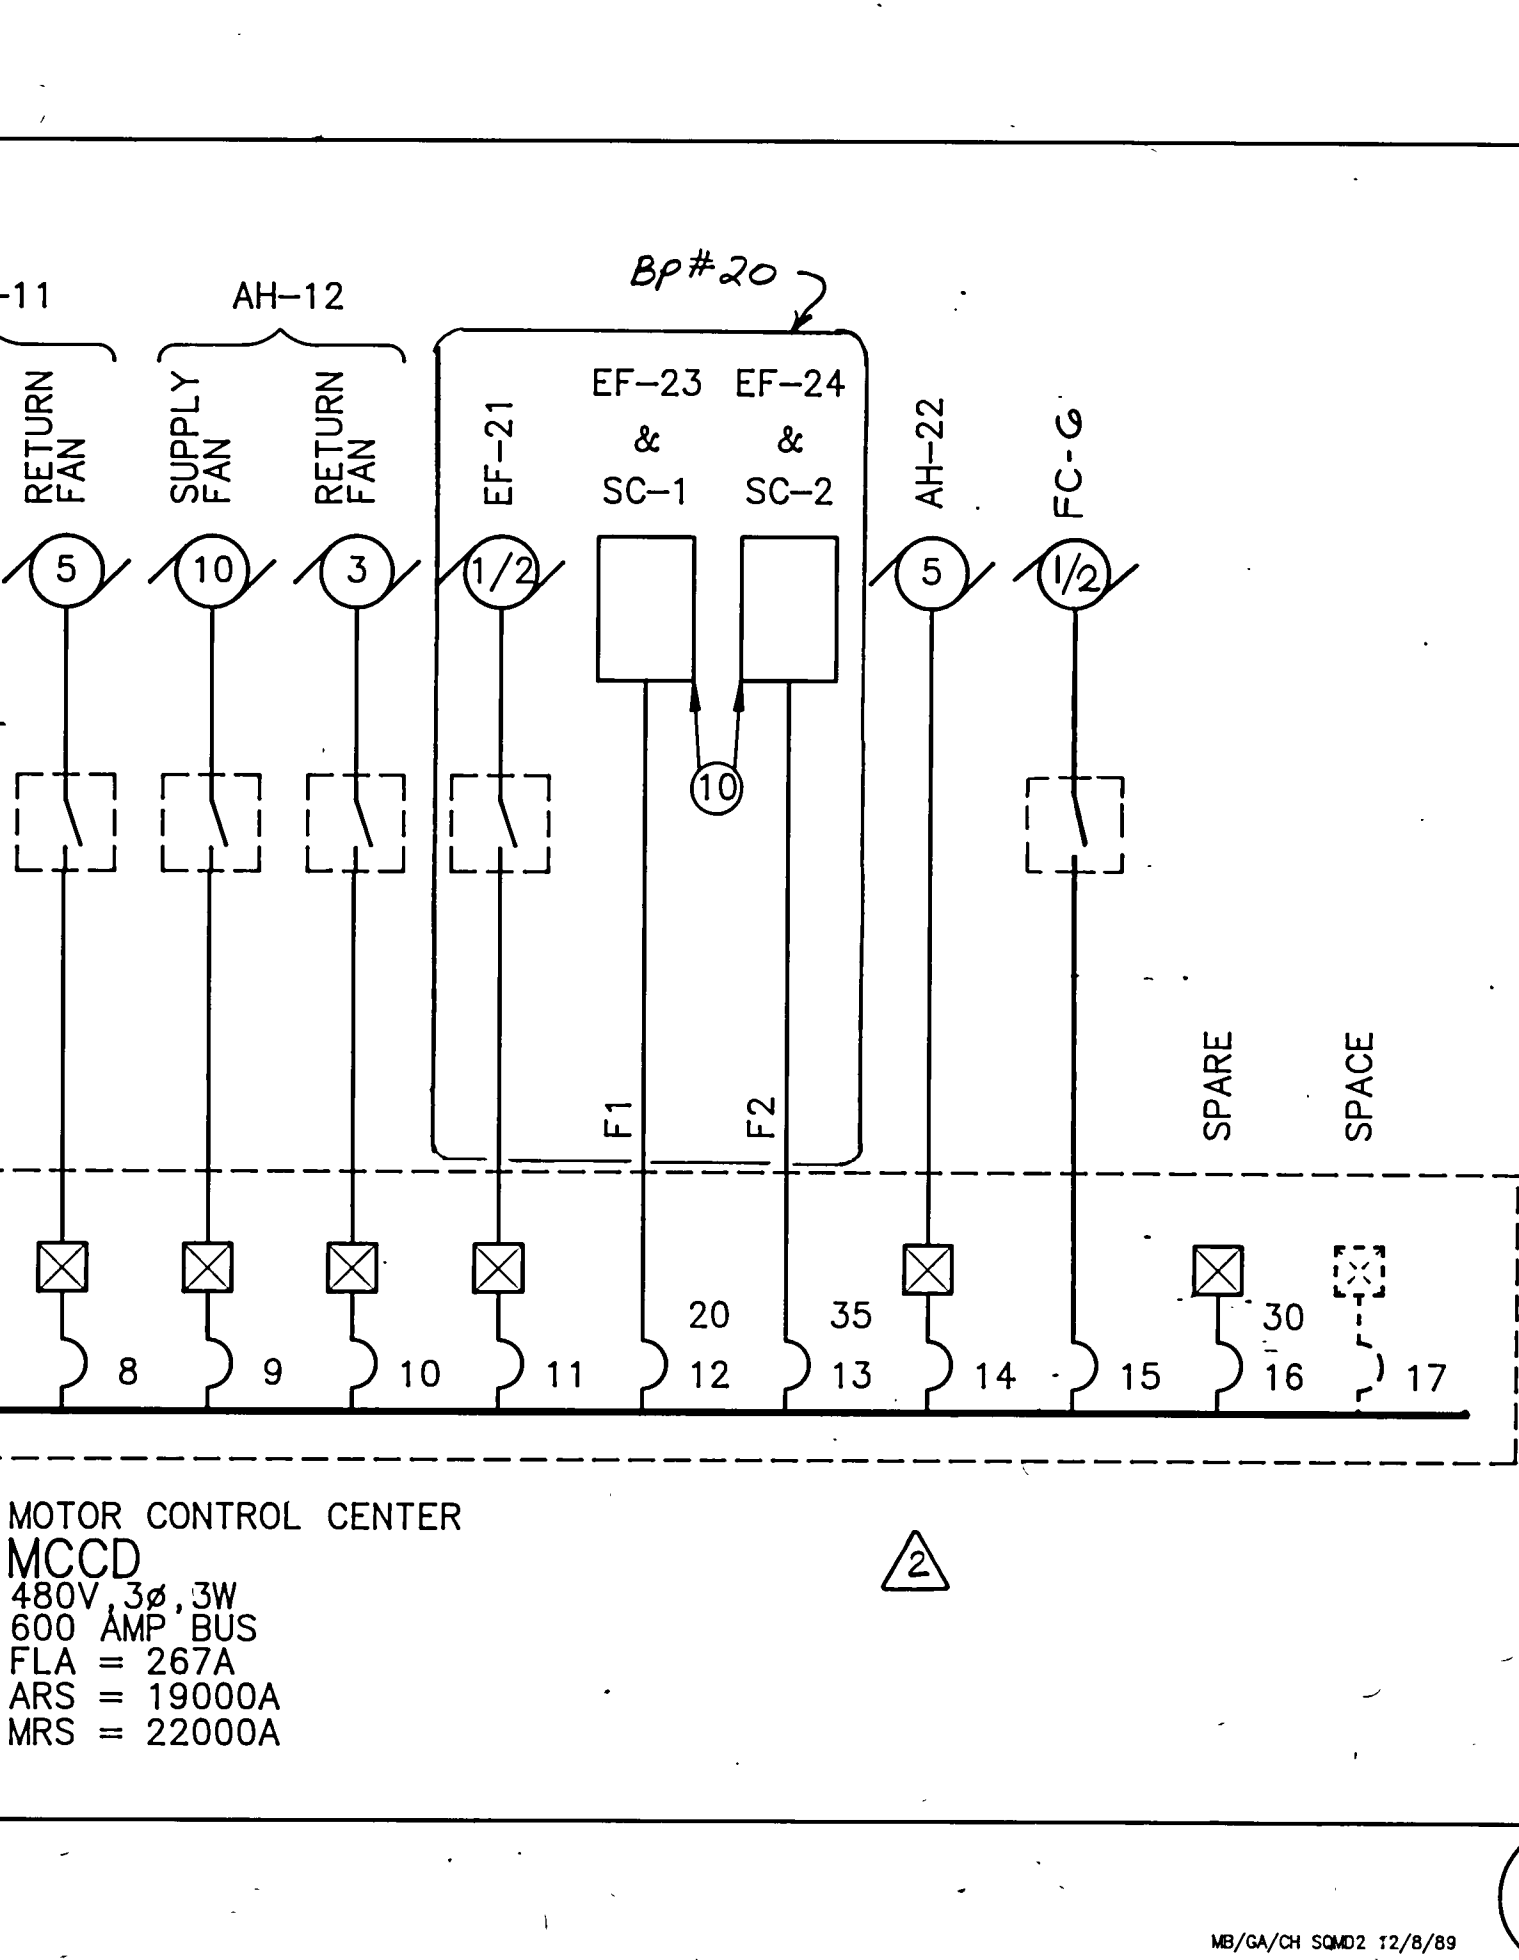 BP#20
-11
AH-12
RETURN
FAN
SUPPLY
FAN
RETURN
FAN
EF-21
EF-23
&
SC-1
EF-24
&
SC-2
AH-22
FC-6
5
10
3
1/2
5
1/2
10
F1
F2
SPARE
SPACE
20
35
30
8
9
10
11
12
13
14
15
16
17
MOTOR CONTROL CENTER
MCCD
480V,3ø,3W
600 AMP BUS
FLA = 267A
ARS = 19000A
MRS = 22000A
2
MB/GA/CH SQMD2 12/8/89